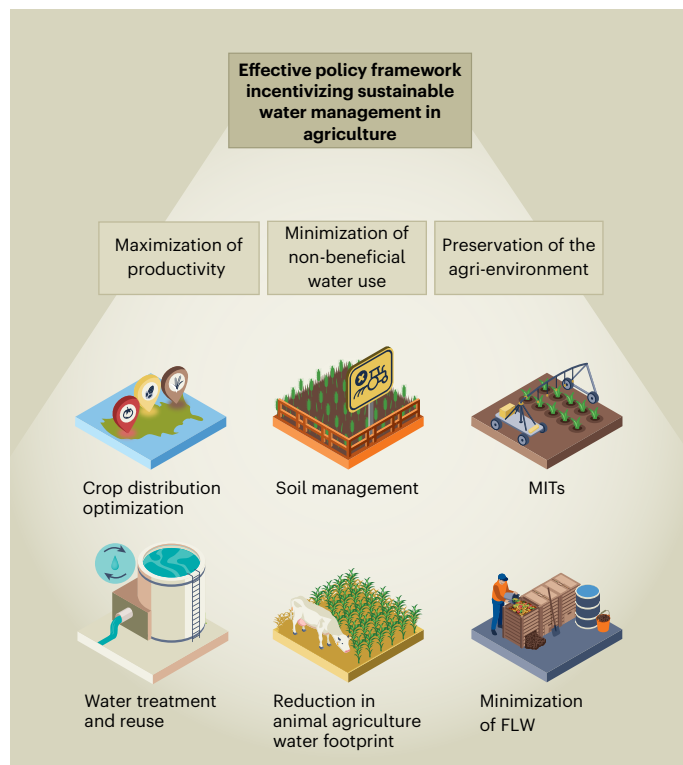 Effective policy framework
incentivizing sustainable
water management in
agriculture
Maximization of
productivity
Minimization of
non-beneficial
water use
Preservation of the
agri-environment
Crop distribution
optimization
Soil management
MITs
Water treatment
and reuse
Reduction in
animal agriculture
water footprint
Minimization
of FLW